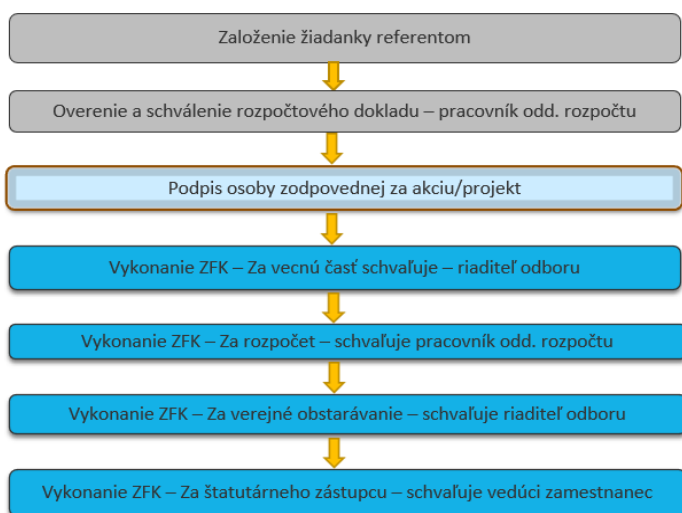 Založenie žiadanky referentom
Overenie a schválenie rozpočtového dokladu – pracovník odd. rozpočtu
Podpis osoby zodpovednej za akciu/projekt
Vykonanie ZFK – Za vecnú časť schvaľuje – riaditeľ odboru
Vykonanie ZFK – Za rozpočet – schvaľuje pracovník odd. rozpočtu
Vykonanie ZFK – Za verejné obstarávanie – schvaľuje riaditeľ odboru
Vykonanie ZFK – Za štatutárneho zástupcu – schvaľuje vedúci zamestnanec